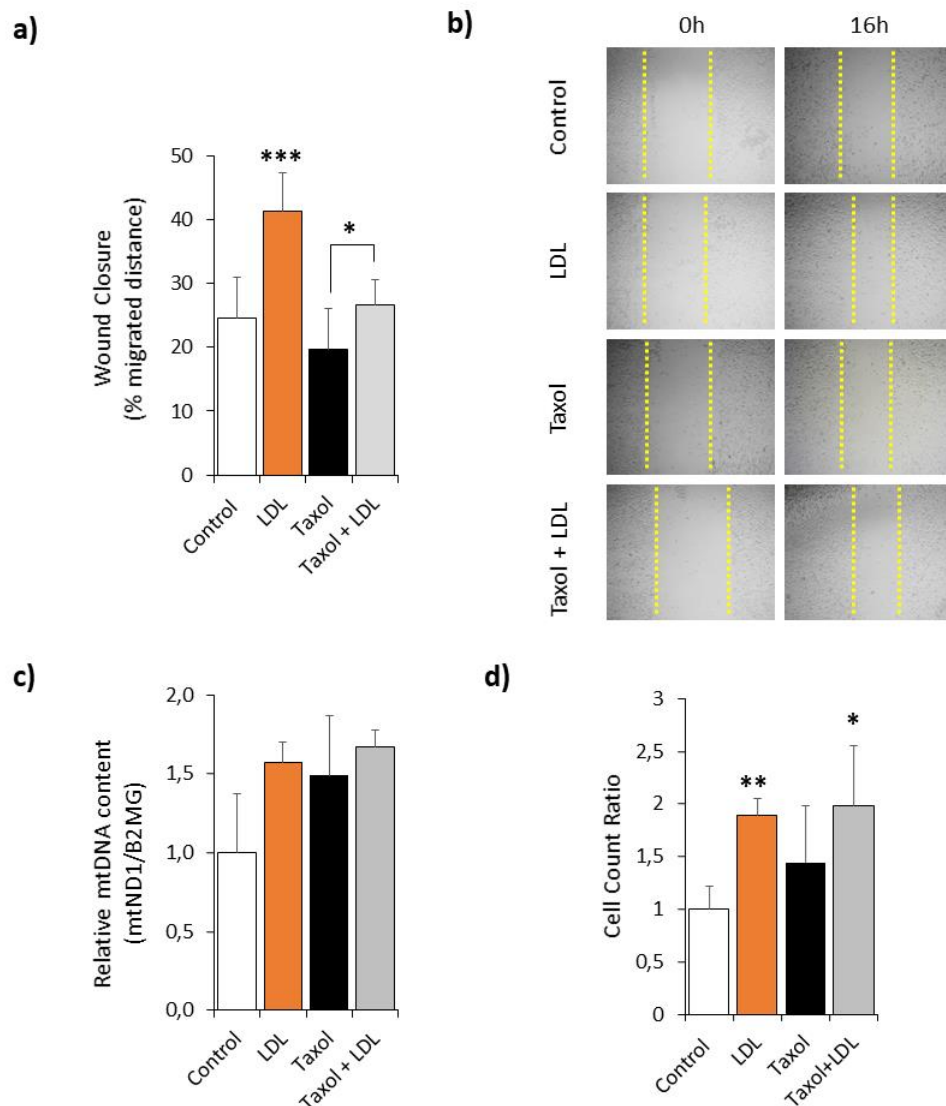 a)
50
40
30
20
10
0
Wound Closure
(% migrated distance)
***
*
Control
LDL
Taxol
Taxol + LDL
b)
0h
16h
Control
LDL
Taxol
Taxol + LDL
c)
2,0
1,5
1,0
0,5
0,0
Relative mtDNA content
(mtND1/B2MG)
Control
LDL
Taxol
Taxol + LDL
d)
3
2,5
2
1,5
1
0,5
0
Cell Count Ratio
**
*
Control
LDL
Taxol
Taxol+LDL